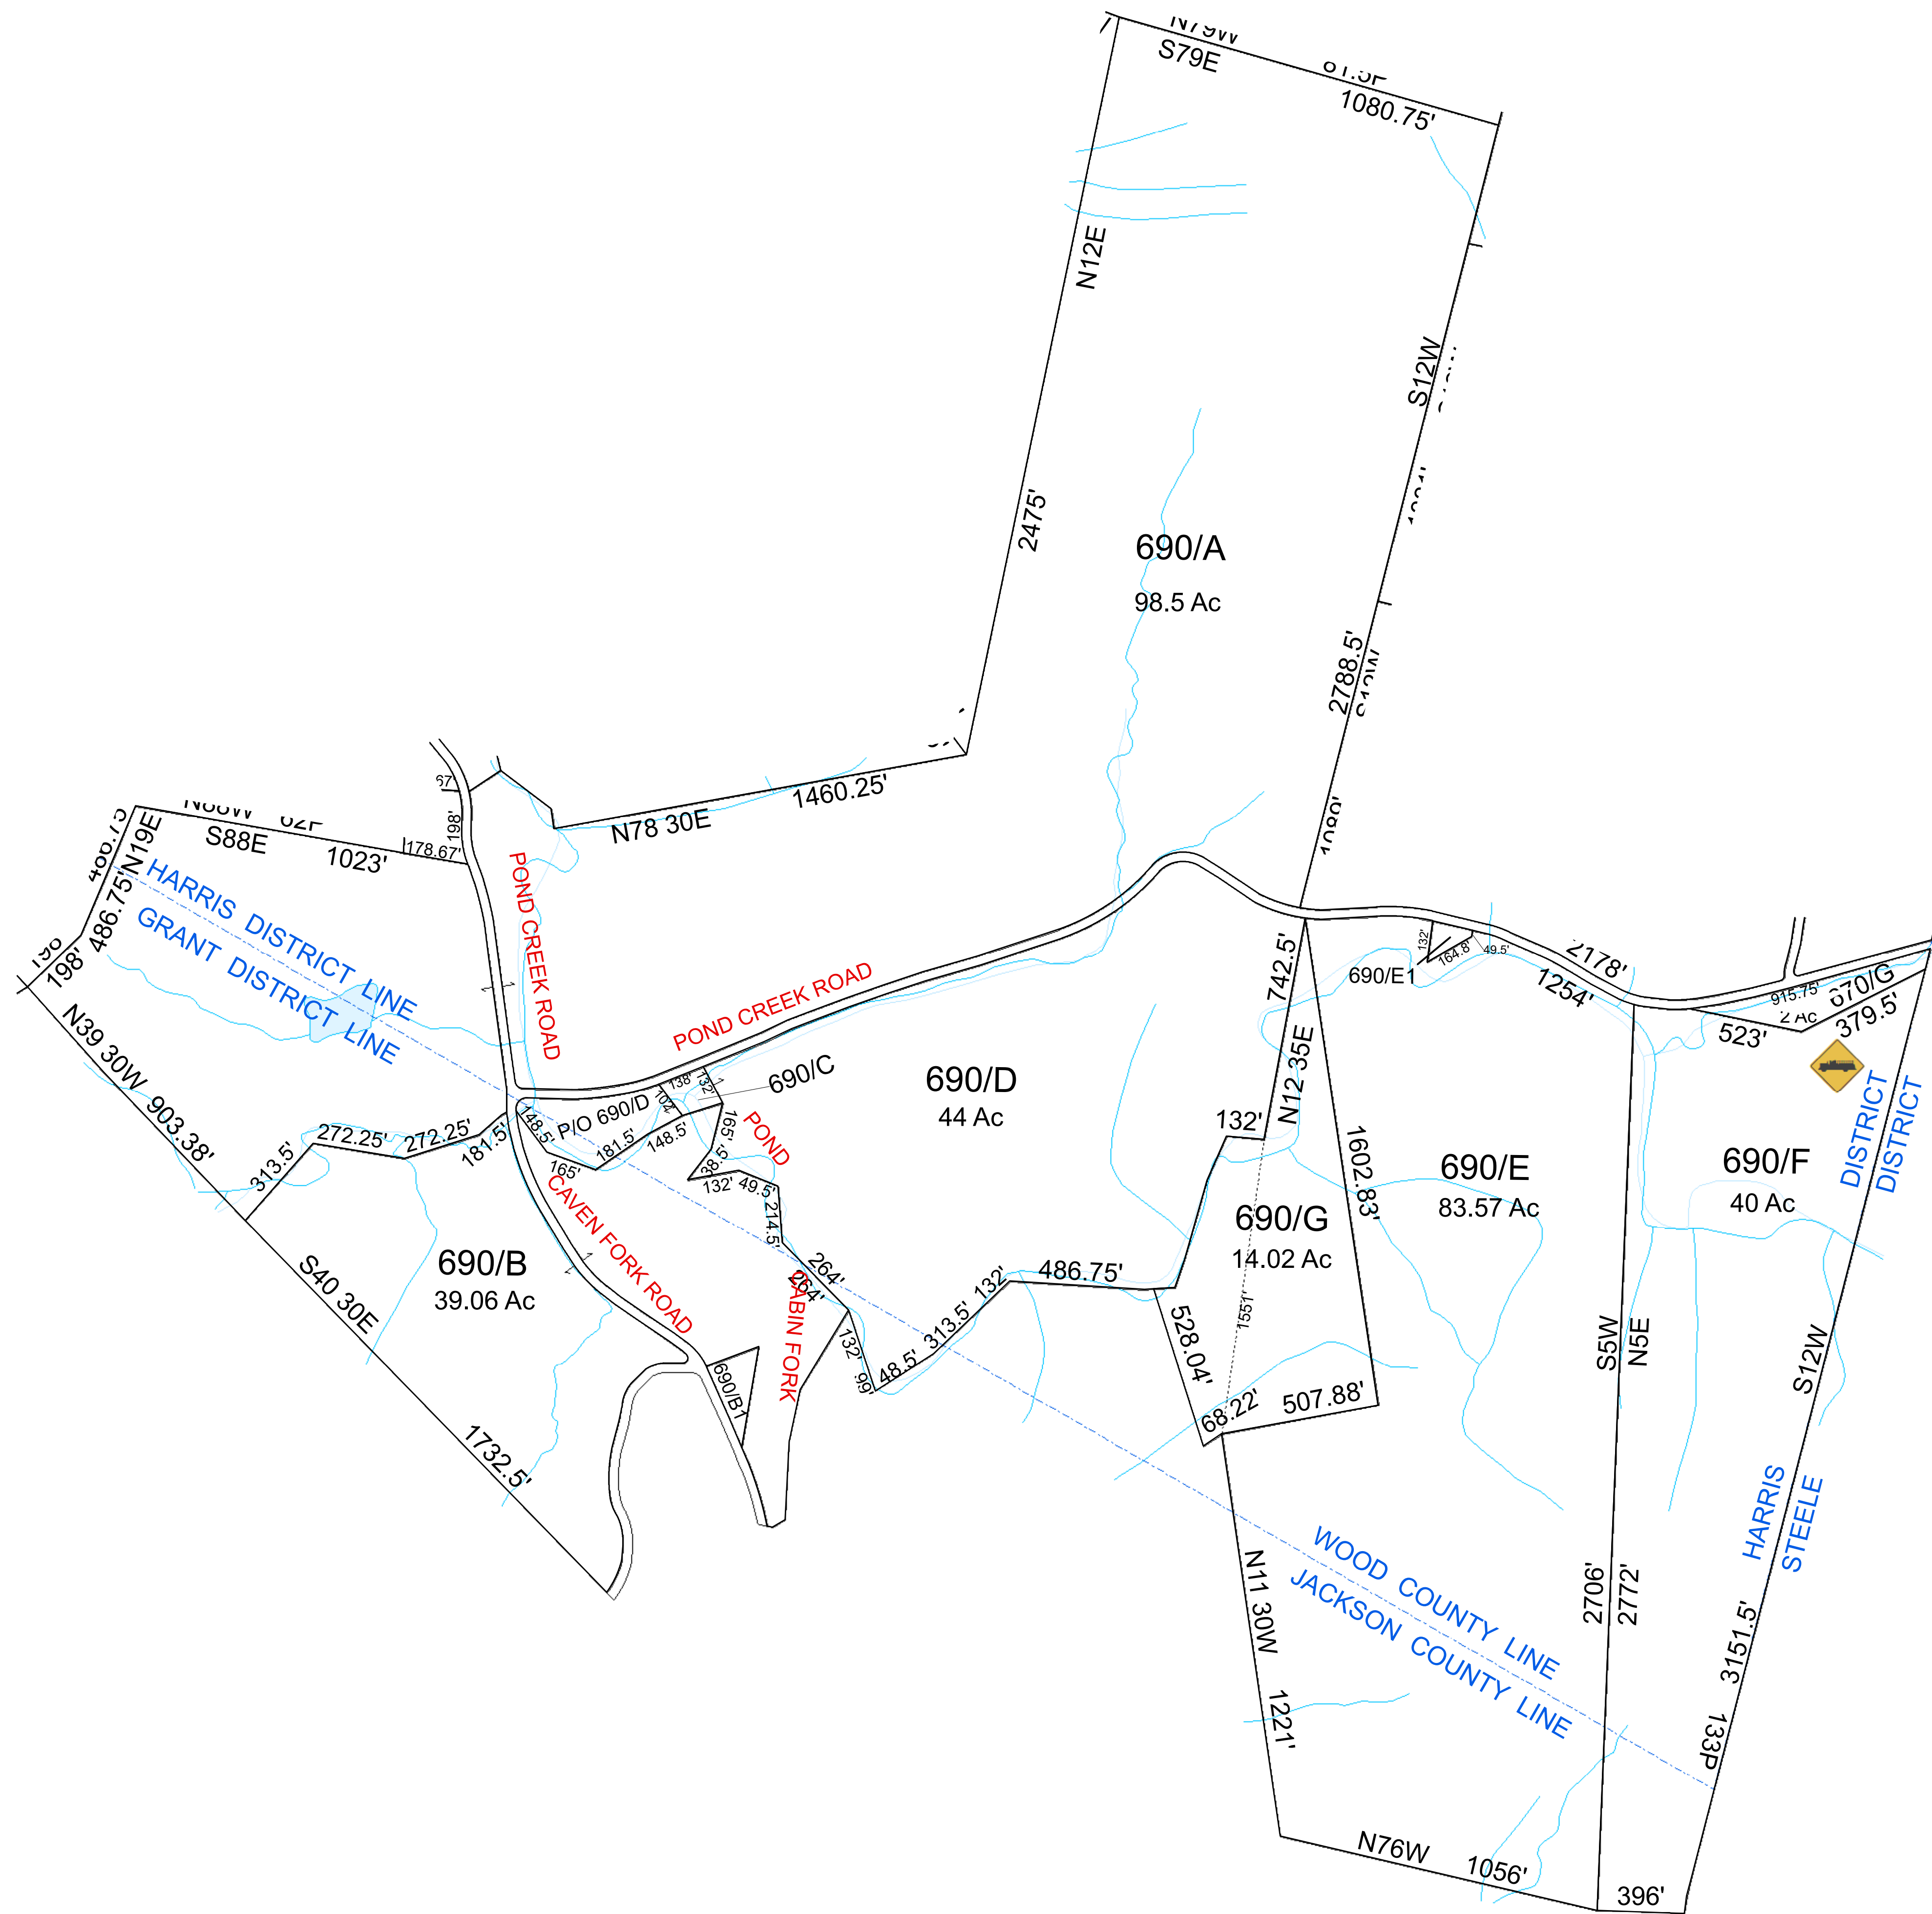 S79E
1080.75'
N12E
S12W
2475'
690/A
98.5 Ac
2788.5'
67'
198'
1460.25'
N78 30E
S88E
1023'
178.67'
N19E
486.75'
198'
HARRIS DISTRICT LINE
GRANT DISTRICT LINE
POND CREEK ROAD
POND CREEK ROAD
N39 30W
903.38'
313.5'
272.25'
272.25'
181.5'
148.5'
P/O 690/D
165'
181.5'
148.5'
138'
132'
104'
690/C
165'
38.5'
132'
49.5'
214.5'
264'
264'
POND
CABIN FORK
CAVEN FORK ROAD
690/D
44 Ac
742.5'
N12 35E
132'
690/E1
132'
164.8'
49.5'
2178'
1254'
915.75'
670/G
2 Ac
379.5'
523'
DISTRICT
DISTRICT
1602.83'
690/E
83.57 Ac
690/F
40 Ac
690/G
14.02 Ac
1551'
486.75'
132'
313.5'
48.5'
132'
99'
528.04'
68.22'
507.88'
690/B
39.06 Ac
S40 30E
1732.5'
690/B1
S5W
N5E
S12W
HARRIS
STEELE
2706'
2772'
3151.5'
133P
WOOD COUNTY LINE
JACKSON COUNTY LINE
N11 30W
1221'
N76W
1056'
396'